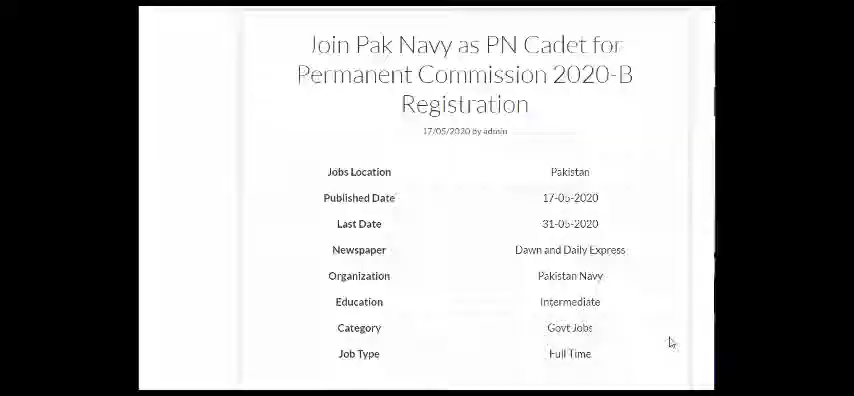 Join Pak Navy as PN Cadet for
Permanent Commission 2020-B
Registration
17/05/2020 by admin
Jobs Location Pakistan
Published Date 17-05-2020
Last Date 31-05-2020
Newspaper Dawn and Daily Express
Organization Pakistan Navy
Education Intermediate
Category Govt Jobs
Job Type Full Time